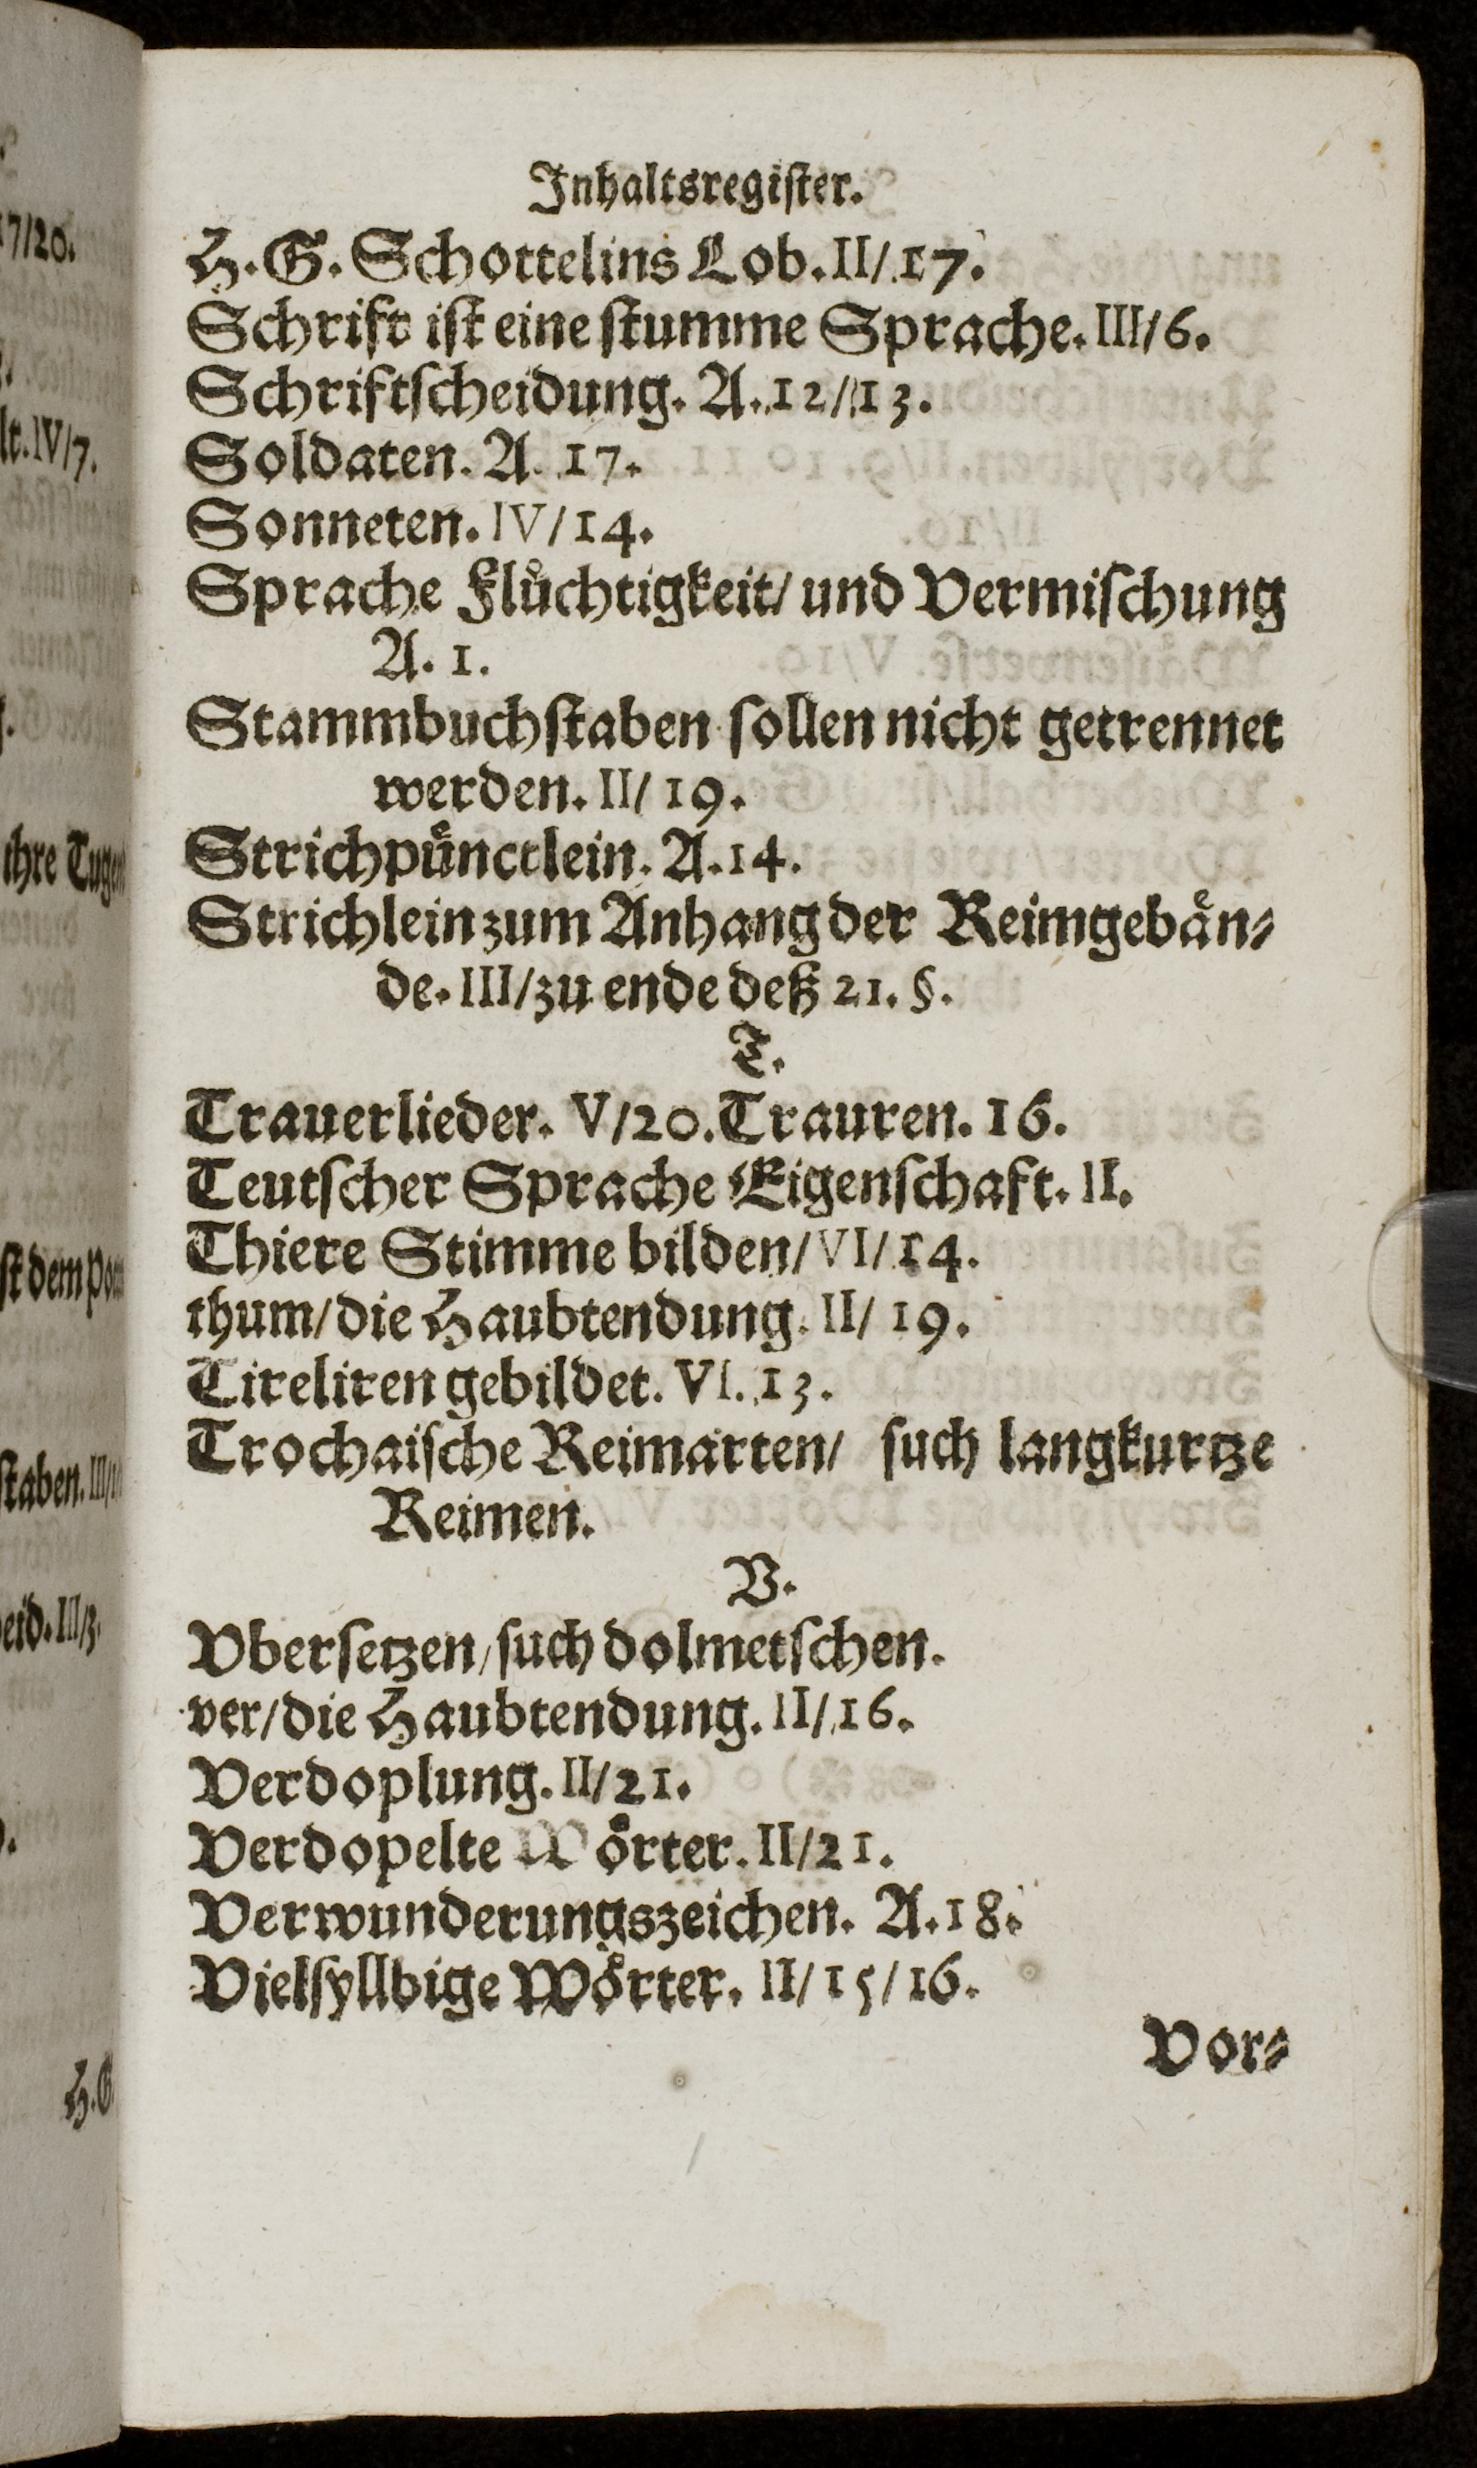 Inhaltsregister.
H. G. Schottelins Lob. II/17.
Schrift ist eine stumme Sprache. III/6.
Schriftscheidung. A. 12/13.
Soldaten. A. 17.
Sonneten. IV/14.
Sprache Flüchtigkeit/ und Vermischung
A. 1.
Stammbuchstaben sollen nicht getrennet
werden. II/19.
Strichpünctlein. A. 14.
Strichlein zum Anhang der Reimgebän-
de. III/zu ende deß 21. §.
T.
Trauerlieder. V/20. Trauren. 16.
Teutscher Sprache Eigenschaft. II.
Thiere Stimme bilden/ VI/14.
thum/die Haubtendung. II/19.
Tireliren gebildet. VI. 13.
Trochaische Reimarten/ such langkurtze
Reimen.
V.
Vbersetzen/such dolmetschen.
ver/die Haubtendung. II/16.
Verdoplung. II/21.
Verdopelte Wörter. II/21.
Verwunderungszeichen. A. 18.
Vielsyllbige Wörter. II/15/16.
Vor-